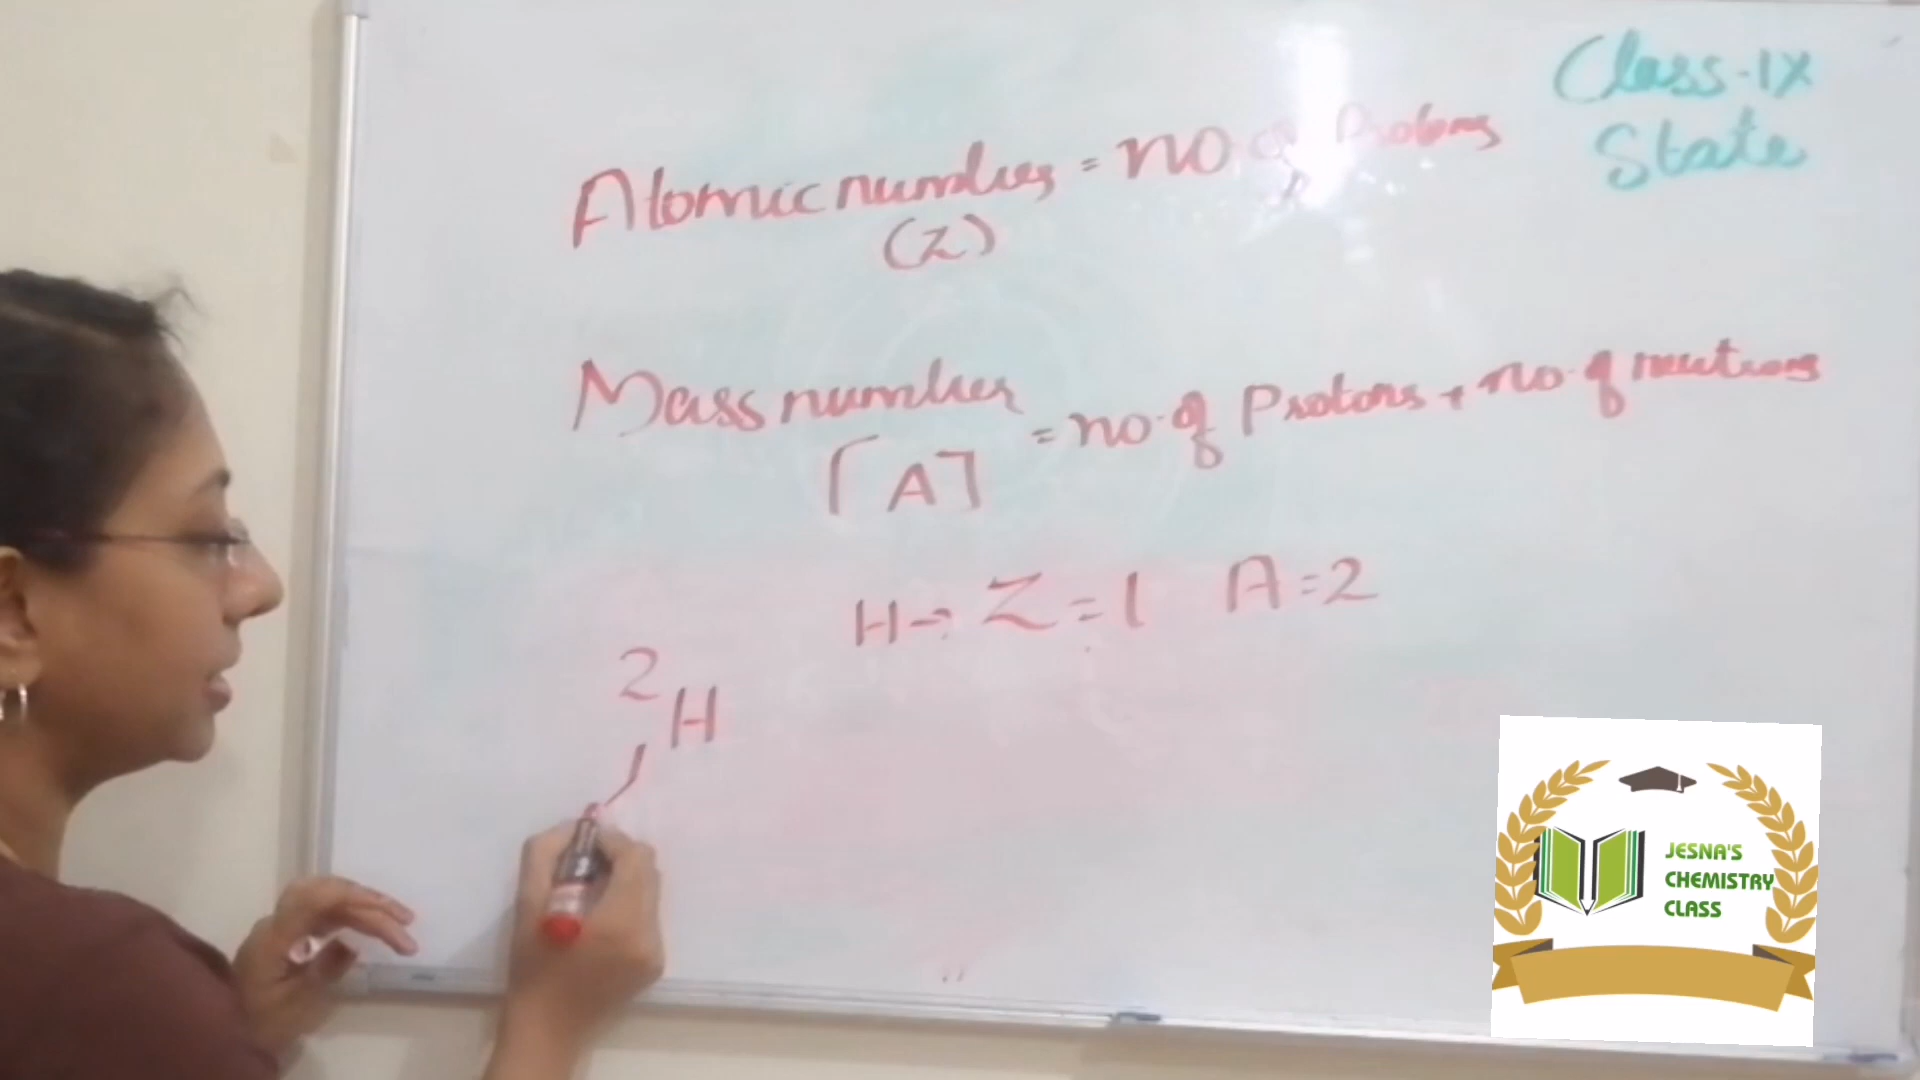 Class-IX
State
Atomic number = no of Protons
(Z)
Mass number = no. of Protons + no. of neutrons
[A]
H → Z = 1 A = 2
2
H
1
JESNA'S
CHEMISTRY
CLASS